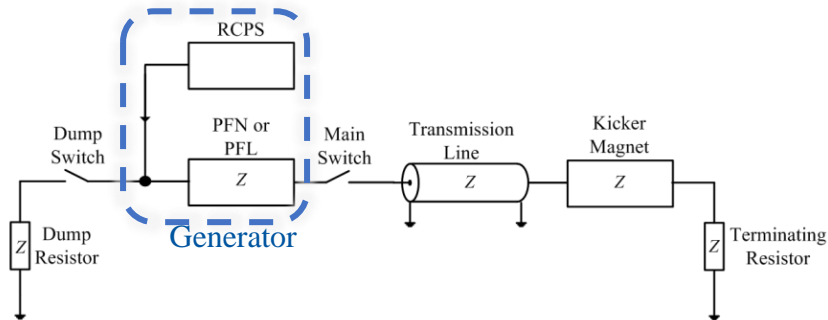 RCPS
Dump
Switch
PFN or
PFL
Z
Main
Switch
Transmission
Line
Z
Kicker
Magnet
Z
Generator
Z
Dump
Resistor
Z
Terminating
Resistor